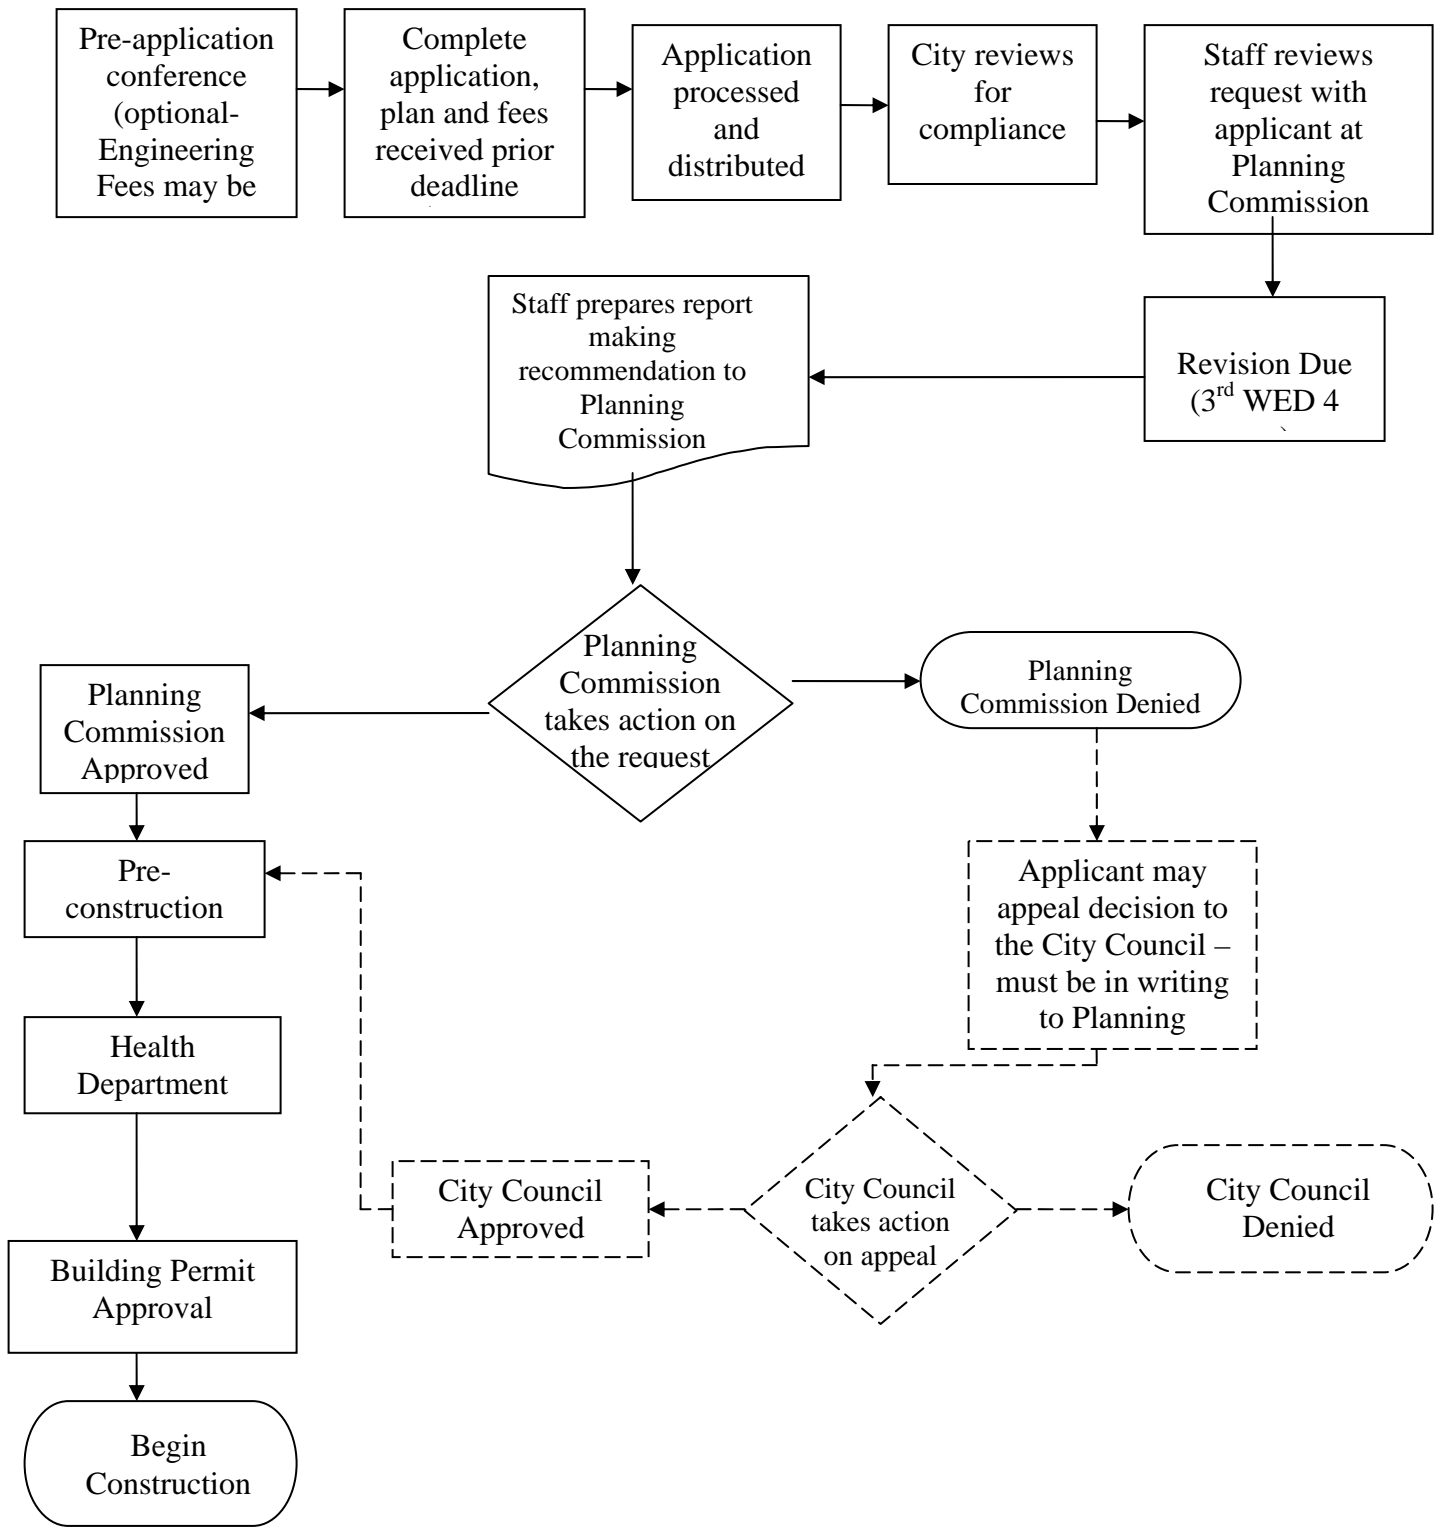 Pre-application
conference
(optional-
Engineering
Fees may be
Complete
application,
plan and fees
received prior
deadline
Application
processed
and
distributed
City reviews
for
compliance
Staff reviews
request with
applicant at
Planning
Commission
Revision Due
(3rd WED 4
Staff prepares report
making
recommendation to
Planning
Commission
Planning
Commission
takes action on
the request
Planning
Commission Denied
Planning
Commission
Approved
Pre-
construction
Applicant may
appeal decision to
the City Council –
must be in writing
to Planning
Health
Department
City Council
Approved
City Council
takes action
on appeal
City Council
Denied
Building Permit
Approval
Begin
Construction